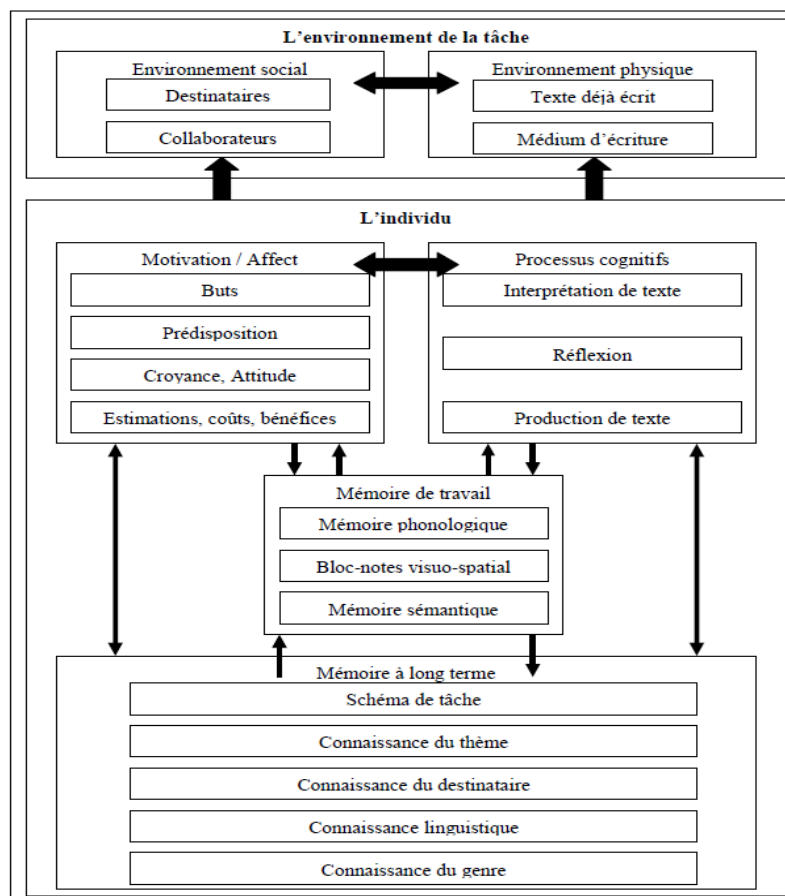 L'environnement de la tâche
Environnement social
Destinataires
Collaborateurs
Environnement physique
Texte déjà écrit
Médium d'écriture
L'individu
Motivation / Affect
Buts
Prédisposition
Croyance, Attitude
Estimations, coûts, bénéfices
Processus cognitifs
Interprétation de texte
Réflexion
Production de texte
Mémoire de travail
Mémoire phonologique
Bloc-notes visuo-spatial
Mémoire sémantique
Mémoire à long terme
Schéma de tâche
Connaissance du thème
Connaissance du destinataire
Connaissance linguistique
Connaissance du genre